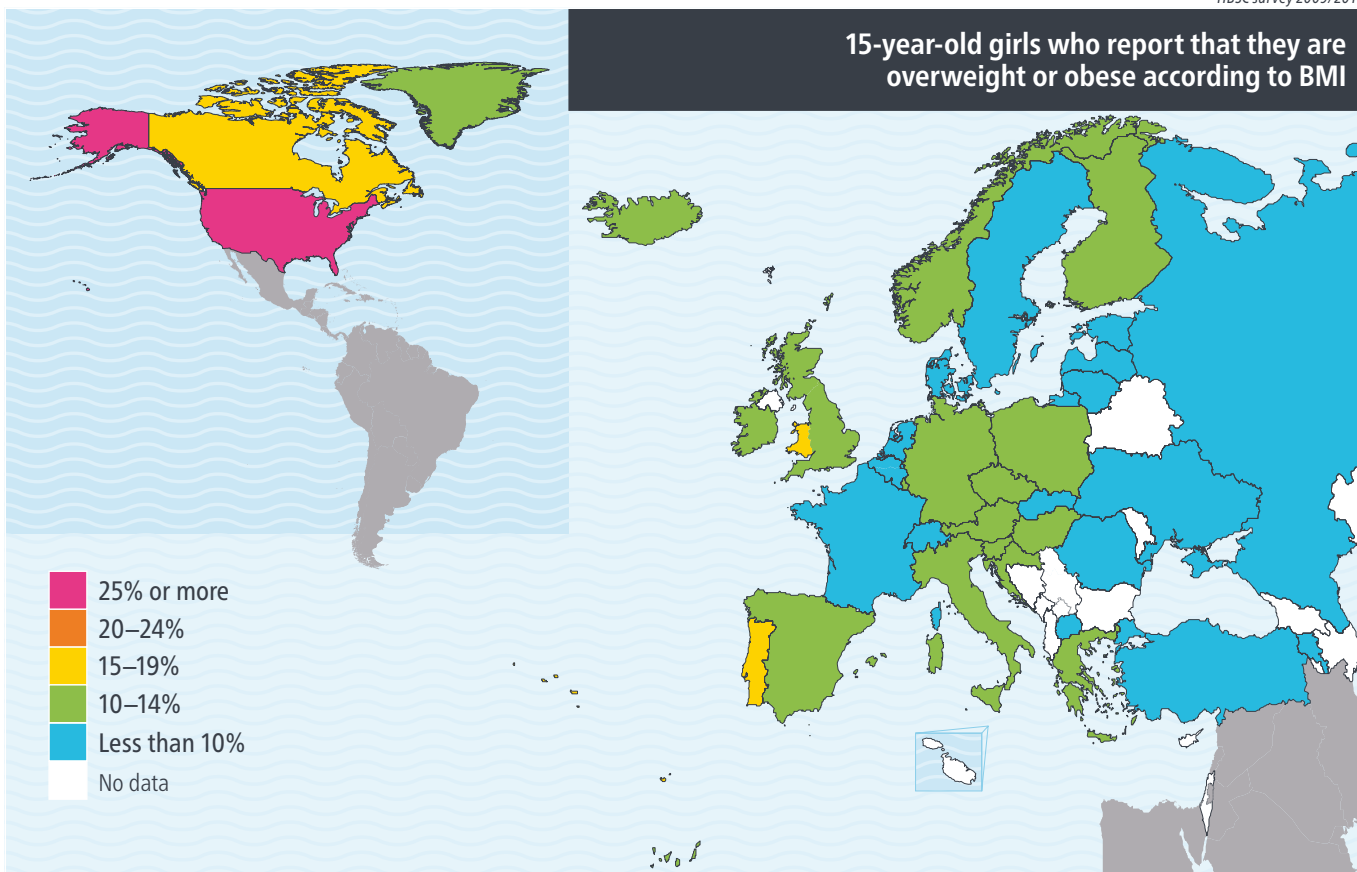 15-year-old girls who report that they are
overweight or obese according to BMI
25% or more
20–24%
15–19%
10–14%
Less than 10%
No data